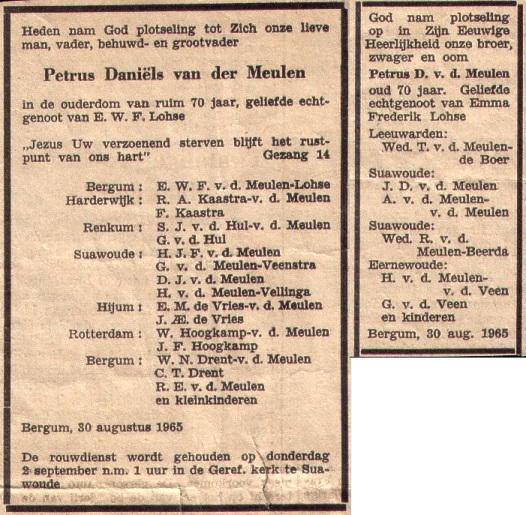 Heden nam God plotseling tot Zich onze lieve
man, vader, behuwd- en grootvader
Petrus Daniëls van der Meulen
in de ouderdom van ruim 70 jaar, geliefde echt-
genoot van E. W. F. Lohse
„Jezus Uw verzoenend sterven blijft het rust-
punt van ons hart" Gezang 14
Bergum : E. W. F. v. d. Meulen-Lohse
Harderwijk : R. A. Kaastra-v. d. Meulen
F. Kaastra
Renkum : S. J. v. d. Hul-v. d. Meulen
G. v. d. Hul
Suawoude : H. J. F. v. d. Meulen
G. v. d. Meulen-Veenstra
D. J. v. d. Meulen
H. v. d. Meulen-Vellinga
Hijum : E. M. de Vries-v. d. Meulen
J. Æ. de Vries
Rotterdam : W. Hoogkamp-v. d. Meulen
J. F. Hoogkamp
Bergum : W. N. Drent-v. d. Meulen
C. T. Drent
R. E. v. d. Meulen
en kleinkinderen
Bergum, 30 augustus 1965
De rouwdienst wordt gehouden op donderdag
2 september n.m. 1 uur in de Geref. kerk te Sua-
woude
God nam plotseling
op in Zijn Eeuwige
Heerlijkheid onze broer,
zwager en oom
Petrus D. v. d. Meulen
oud 70 jaar. Geliefde
echtgenoot van Emma
Frederik Lohse
Leeuwarden:
Wed. T. v. d. Meulen-
de Boer
Suawoude:
J. D. v. d. Meulen
A. v. d. Meulen-
v. d. Meulen
Suawoude:
Wed. R. v. d.
Meulen-Beerda
Eernewoude:
H. v. d. Meulen-
v. d. Veen
G. v. d. Veen
en kinderen
Bergum, 30 aug. 1965